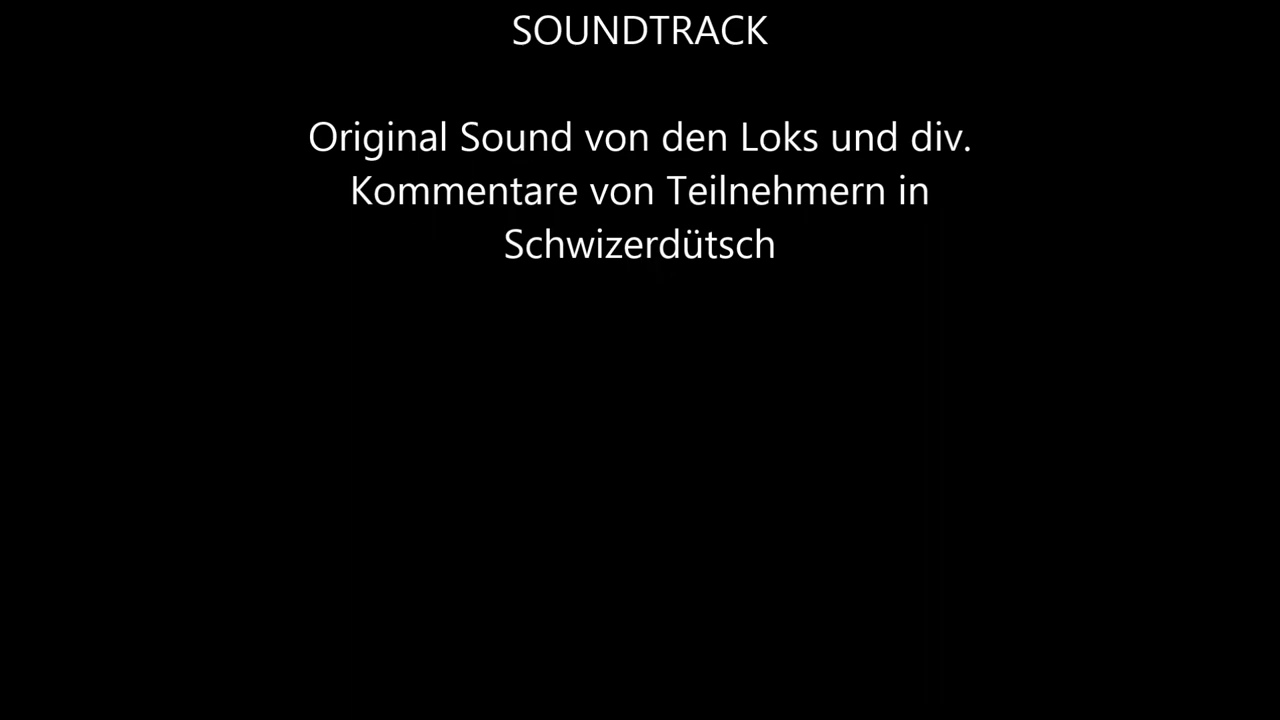 SOUNDTRACK
Original Sound von den Loks und div.
Kommentare von Teilnehmern in
Schwizerdütsch